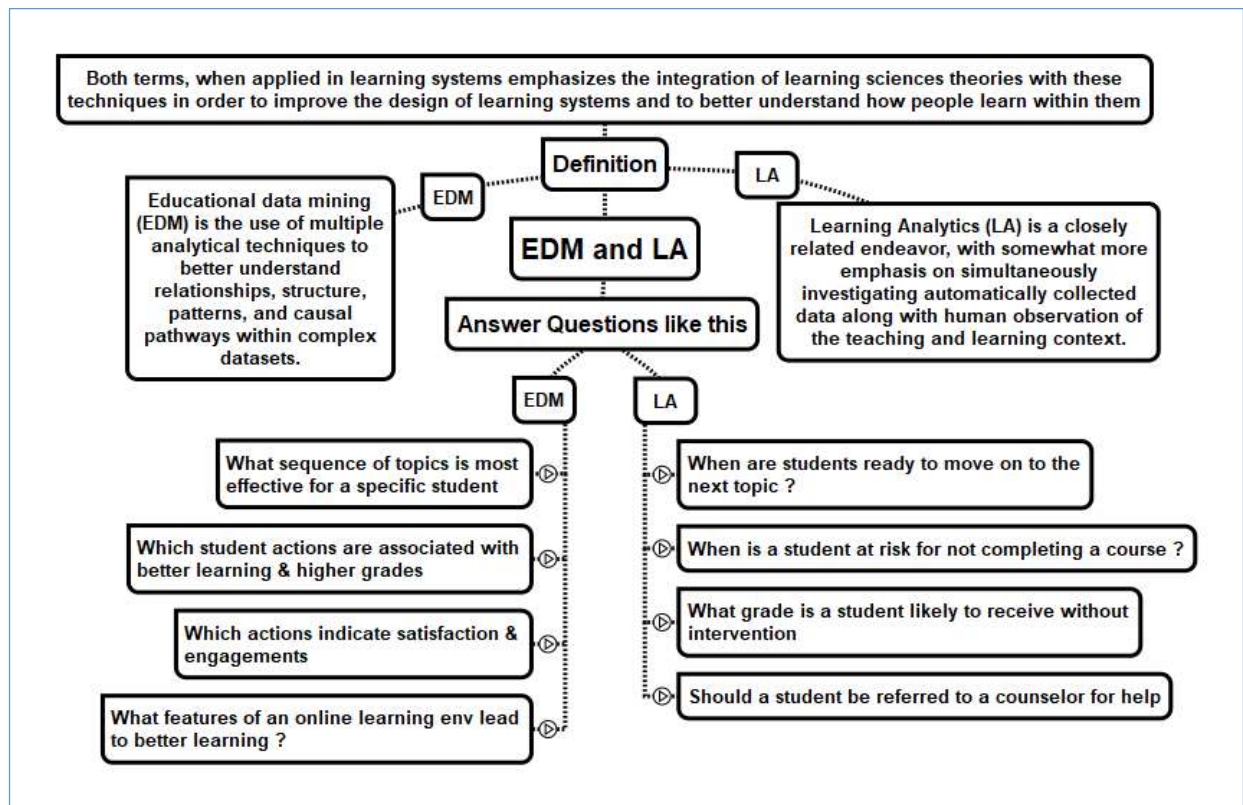 Both terms, when applied in learning systems emphasizes the integration of learning sciences theories with these
techniques in order to improve the design of learning systems and to better understand how people learn within them
Definition
EDM
LA
Educational data mining
(EDM) is the use of multiple
analytical techniques to
better understand
relationships, structure,
patterns, and causal
pathways within complex
datasets.
Learning Analytics (LA) is a closely
related endeavor, with somewhat more
emphasis on simultaneously
investigating automatically collected
data along with human observation of
the teaching and learning context.
EDM and LA
Answer Questions like this
EDM
What sequence of topics is most
effective for a specific student
Which student actions are associated with
better learning & higher grades
Which actions indicate satisfaction &
engagements
What features of an online learning env lead
to better learning ?
LA
When are students ready to move on to the
next topic ?
When is a student at risk for not completing a course ?
What grade is a student likely to receive without
intervention
Should a student be referred to a counselor for help